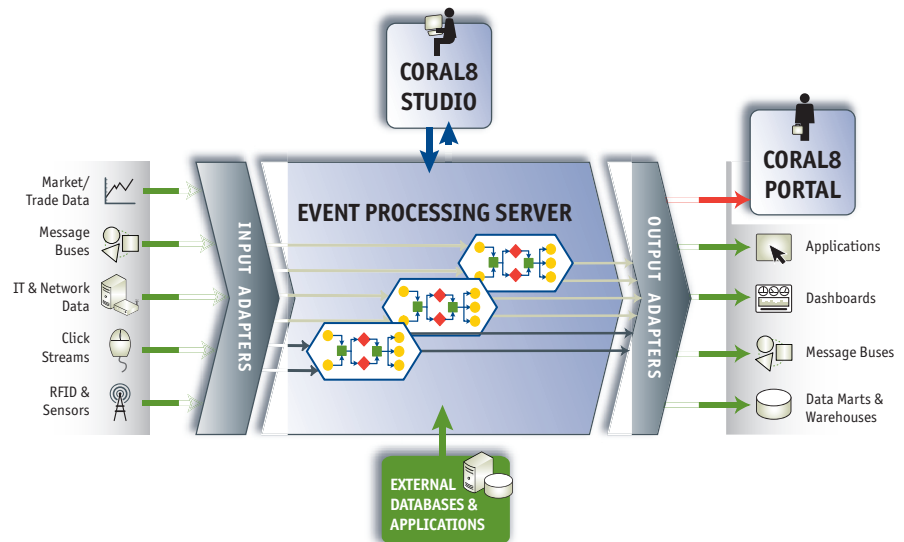 CORAL8
STUDIO
CORAL8
PORTAL
Market/
Trade Data
Message
Buses
IT & Network
Data
Click
Streams
RFID &
Sensors
INPUT ADAPTERS
EVENT PROCESSING SERVER
OUTPUT ADAPTERS
Applications
Dashboards
Message Buses
Data Marts &
Warehouses
EXTERNAL
DATABASES &
APPLICATIONS